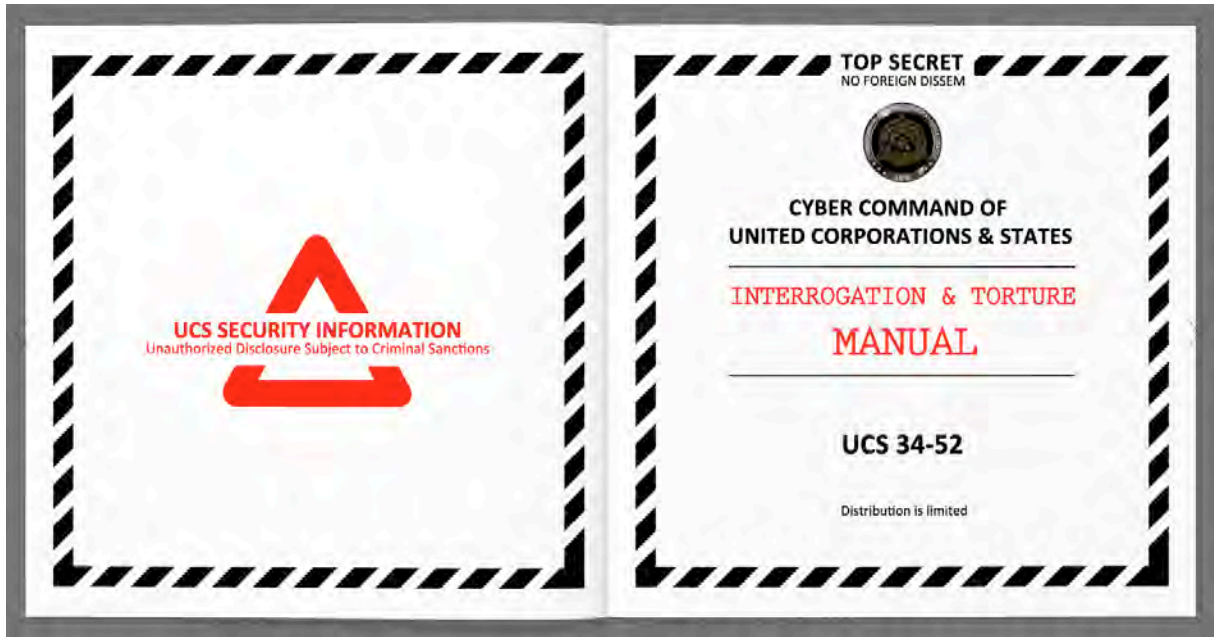 UCS SECURITY INFORMATION
Unauthorized Disclosure Subject to Criminal Sanctions
TOP SECRET
NO FOREIGN DISSEM
CYBER COMMAND OF
UNITED CORPORATIONS & STATES
INTERROGATION & TORTURE
MANUAL
UCS 34-52
Distribution is limited